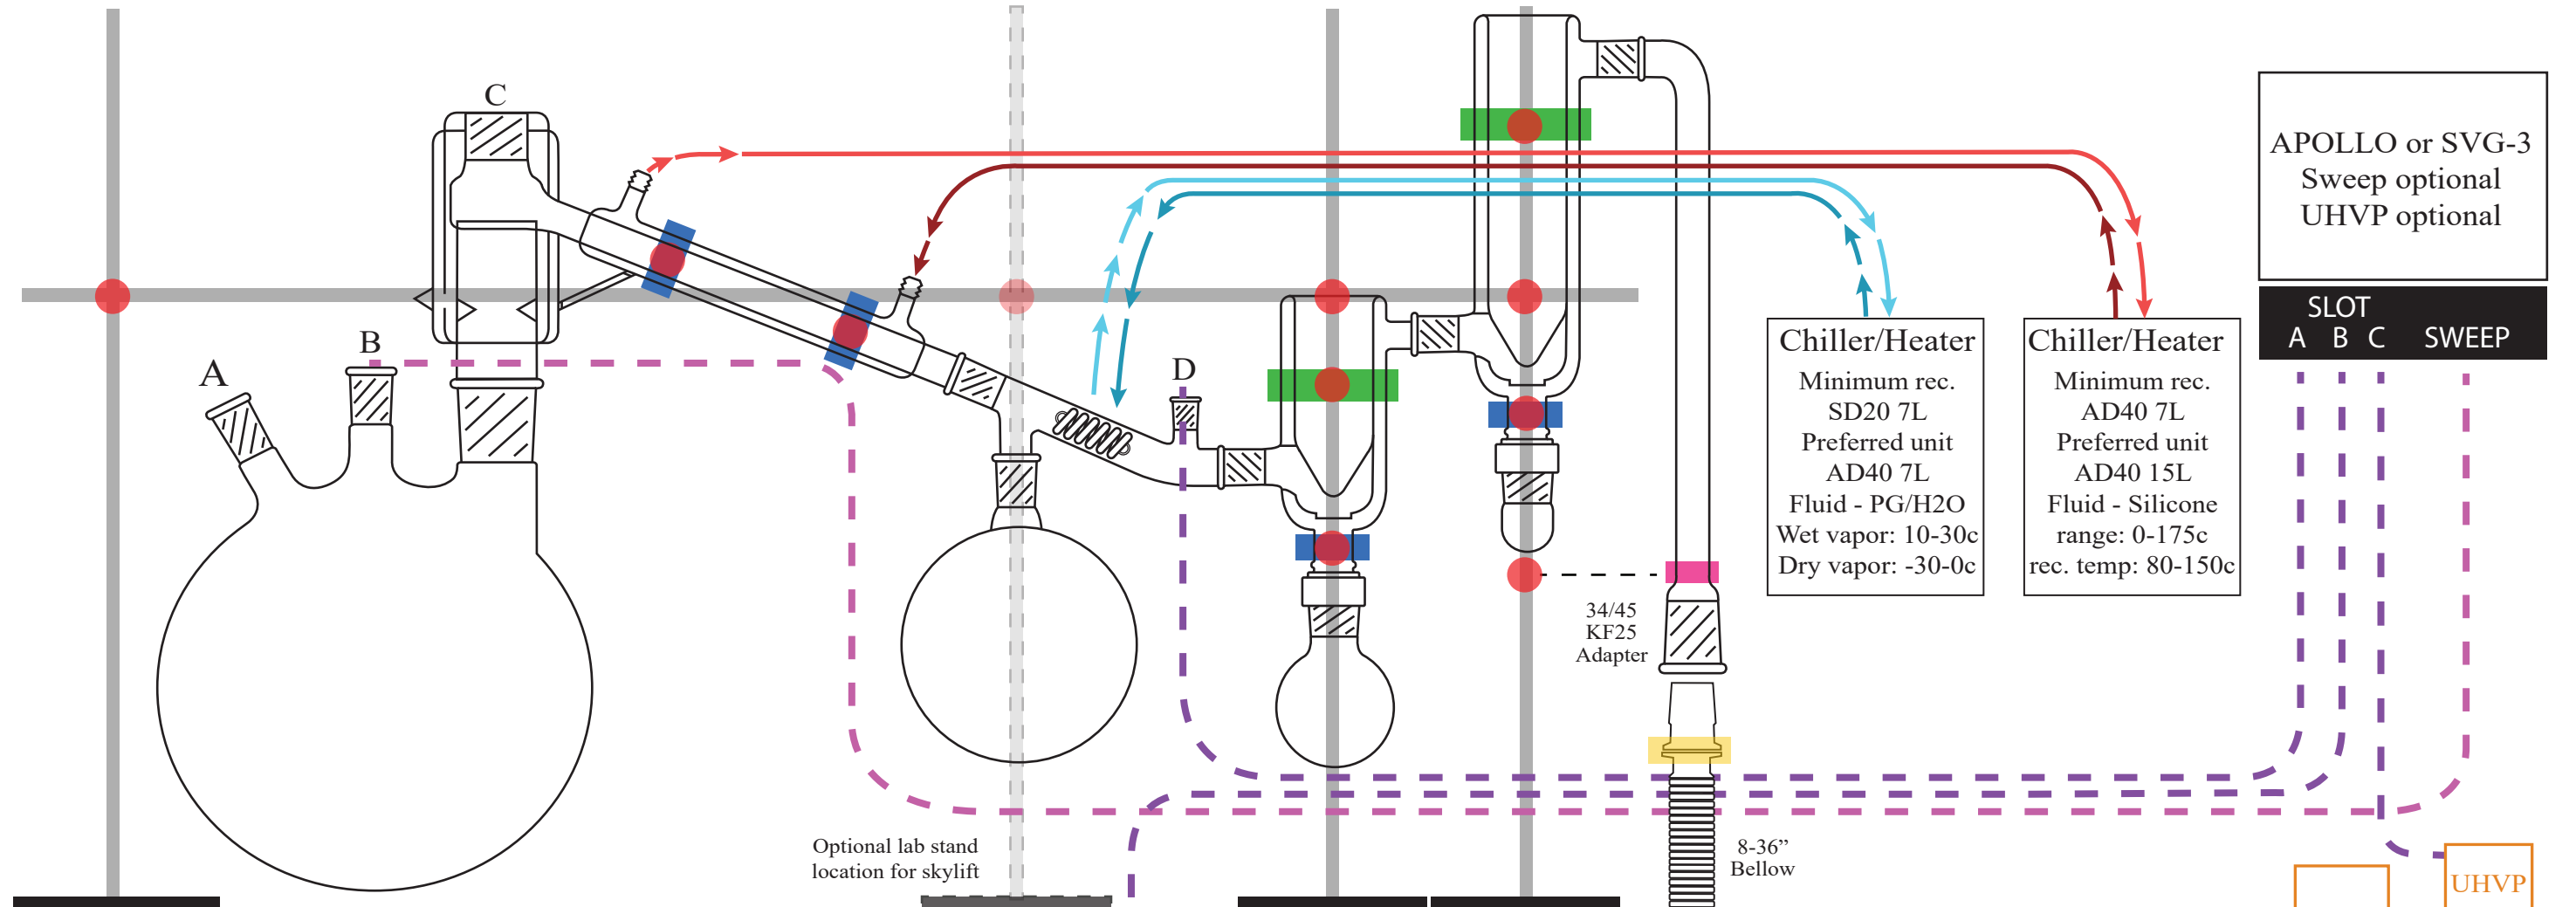 C
B
A
D
APOLLO or SVG-3
Sweep optional
UHVP optional
SLOT
A B C SWEEP
Chiller/Heater
Minimum rec.
SD20 7L
Preferred unit
AD40 7L
Fluid - PG/H2O
Wet vapor: 10-30c
Dry vapor: -30-0c
Chiller/Heater
Minimum rec.
AD40 7L
Preferred unit
AD40 15L
Fluid - Silicone
range: 0-175c
rec. temp: 80-150c
34/45
KF25
Adapter
Optional lab stand
location for skylift
8-36”
Bellow
UHVP